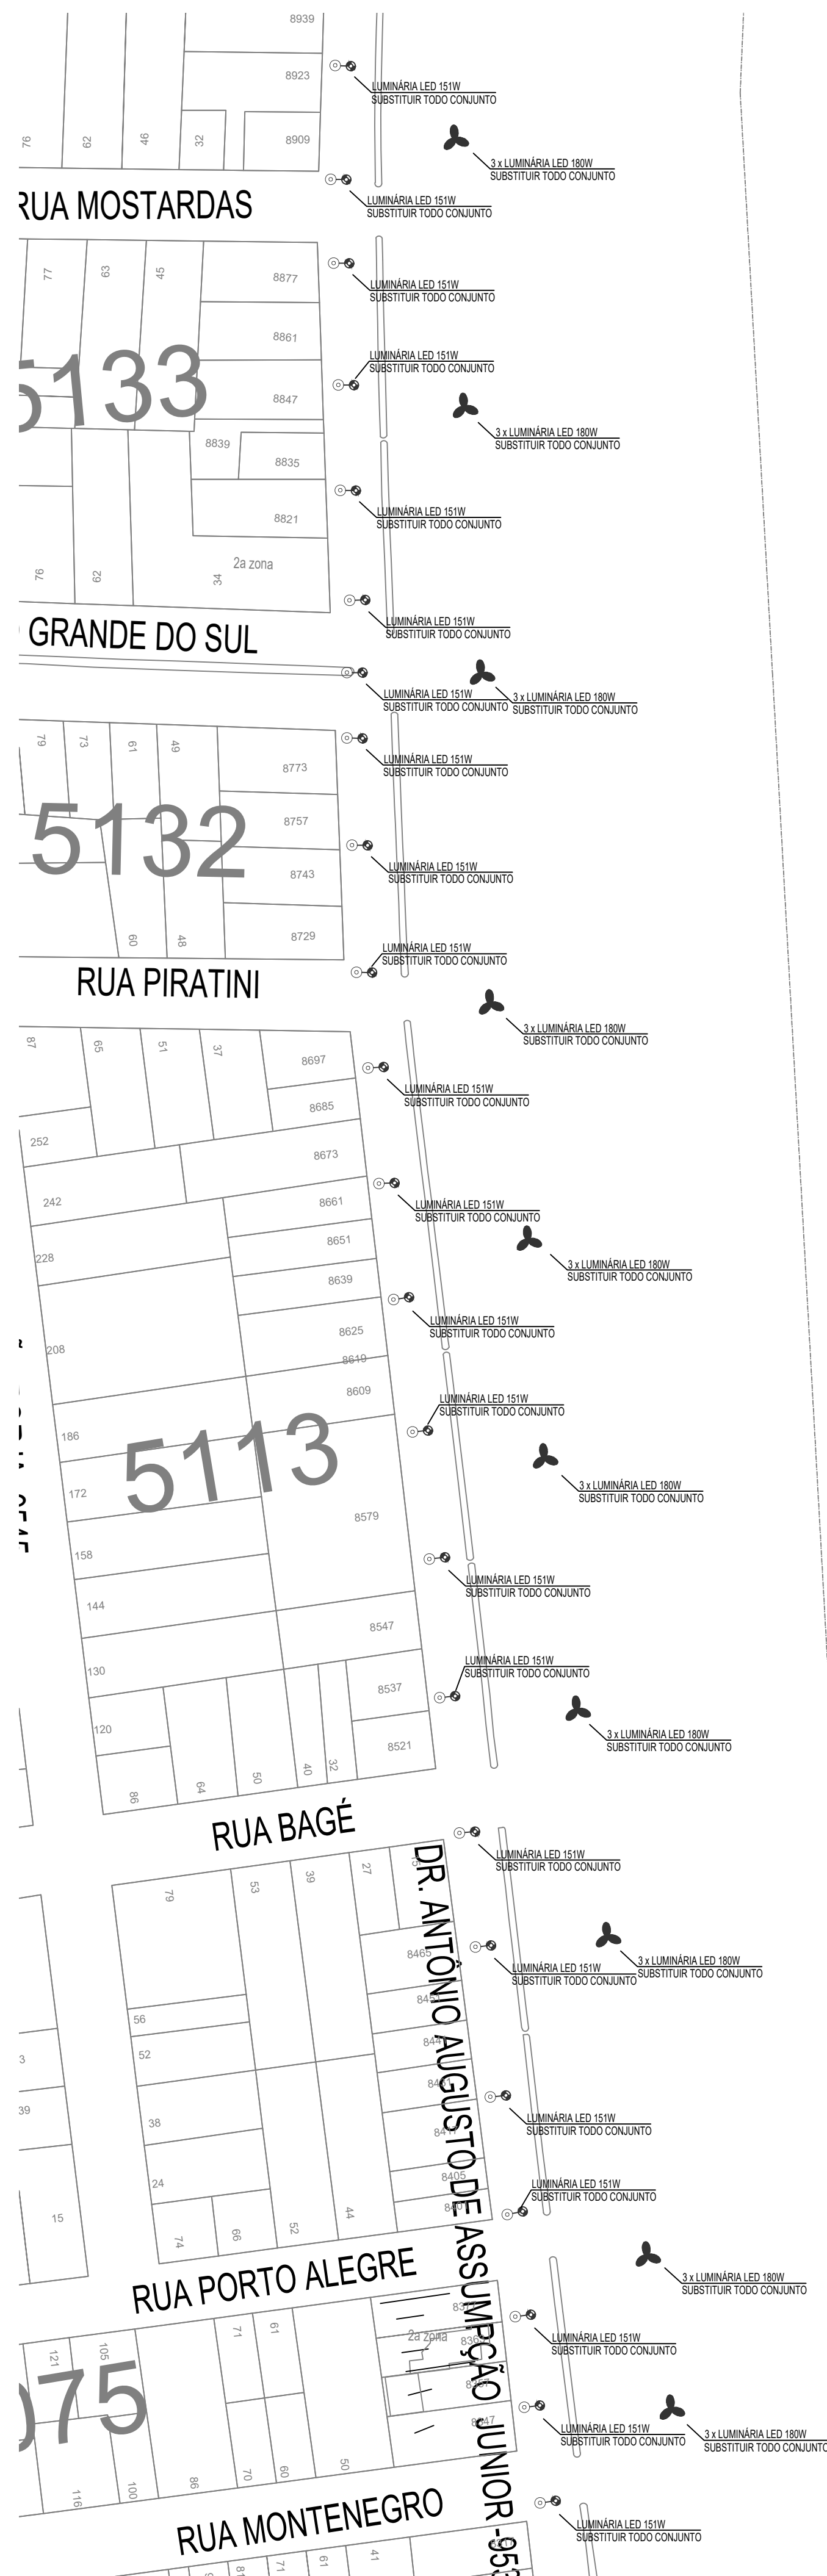 8939
8923
LUMINÁRIA LED 151W
SUBSTITUIR TODO CONJUNTO
76
62
46
32
8909
3 x LUMINÁRIA LED 180W
SUBSTITUIR TODO CONJUNTO
RUA MOSTARDAS
LUMINÁRIA LED 151W
SUBSTITUIR TODO CONJUNTO
77
63
45
8877
LUMINÁRIA LED 151W
SUBSTITUIR TODO CONJUNTO
8861
5133
LUMINÁRIA LED 151W
SUBSTITUIR TODO CONJUNTO
8847
3 x LUMINÁRIA LED 180W
SUBSTITUIR TODO CONJUNTO
8839
8835
8821
LUMINÁRIA LED 151W
SUBSTITUIR TODO CONJUNTO
2a zona
76
62
34
GRANDE DO SUL
LUMINÁRIA LED 151W
SUBSTITUIR TODO CONJUNTO
LUMINÁRIA LED 151W
SUBSTITUIR TODO CONJUNTO
3 x LUMINÁRIA LED 180W
SUBSTITUIR TODO CONJUNTO
79
73
61
49
8773
LUMINÁRIA LED 151W
SUBSTITUIR TODO CONJUNTO
5132
8757
8743
LUMINÁRIA LED 151W
SUBSTITUIR TODO CONJUNTO
60
48
8729
LUMINÁRIA LED 151W
SUBSTITUIR TODO CONJUNTO
RUA PIRATINI
3 x LUMINÁRIA LED 180W
SUBSTITUIR TODO CONJUNTO
87
65
51
37
8697
LUMINÁRIA LED 151W
SUBSTITUIR TODO CONJUNTO
8685
252
8673
242
8661
LUMINÁRIA LED 151W
SUBSTITUIR TODO CONJUNTO
228
8651
3 x LUMINÁRIA LED 180W
SUBSTITUIR TODO CONJUNTO
8639
208
8625
LUMINÁRIA LED 151W
SUBSTITUIR TODO CONJUNTO
8619
8609
LUMINÁRIA LED 151W
SUBSTITUIR TODO CONJUNTO
186
5113
172
3 x LUMINÁRIA LED 180W
SUBSTITUIR TODO CONJUNTO
8579
158
LUMINÁRIA LED 151W
SUBSTITUIR TODO CONJUNTO
144
8547
130
LUMINÁRIA LED 151W
SUBSTITUIR TODO CONJUNTO
8537
120
8521
3 x LUMINÁRIA LED 180W
SUBSTITUIR TODO CONJUNTO
86
64
50
40
32
RUA BAGÉ
LUMINÁRIA LED 151W
SUBSTITUIR TODO CONJUNTO
79
53
39
27
15
DR. ANTÔNIO AUGUSTO DE ASSUMPÇÃO JUNIOR -953
8465
LUMINÁRIA LED 151W
SUBSTITUIR TODO CONJUNTO
3 x LUMINÁRIA LED 180W
SUBSTITUIR TODO CONJUNTO
8451
56
52
3
39
38
LUMINÁRIA LED 151W
SUBSTITUIR TODO CONJUNTO
24
8405
LUMINÁRIA LED 151W
SUBSTITUIR TODO CONJUNTO
15
74
66
52
44
RUA PORTO ALEGRE
3 x LUMINÁRIA LED 180W
SUBSTITUIR TODO CONJUNTO
121
105
71
61
2a zona
LUMINÁRIA LED 151W
SUBSTITUIR TODO CONJUNTO
075
8347
LUMINÁRIA LED 151W
SUBSTITUIR TODO CONJUNTO
3 x LUMINÁRIA LED 180W
SUBSTITUIR TODO CONJUNTO
116
100
86
70
60
50
RUA MONTENEGRO
LUMINÁRIA LED 151W
SUBSTITUIR TODO CONJUNTO
81
71
61
41